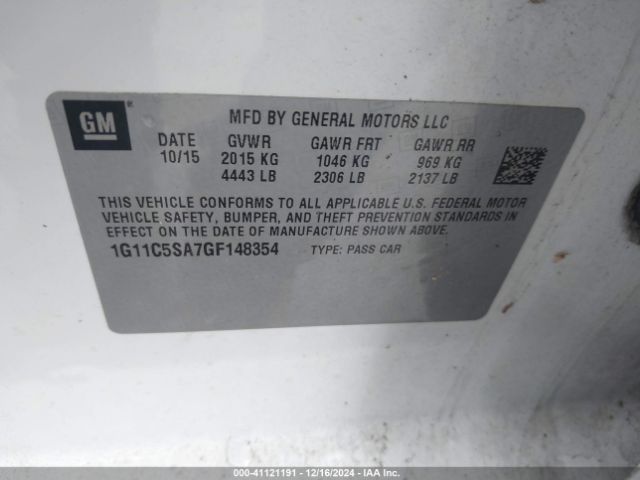 GM
MFD BY GENERAL MOTORS LLC
DATE GVWR GAWR FRT GAWR RR
10/15 2015 KG 1046 KG 969 KG
4443 LB 2306 LB 2137 LB
THIS VEHICLE CONFORMS TO ALL APPLICABLE U.S. FEDERAL MOTOR
VEHICLE SAFETY, BUMPER, AND THEFT PREVENTION STANDARDS IN
EFFECT ON THE DATE OF MANUFACTURE SHOWN ABOVE.
1G11C5SA7GF148354 TYPE: PASS CAR
000-41121191 - 12/16/2024 - IAA Inc.